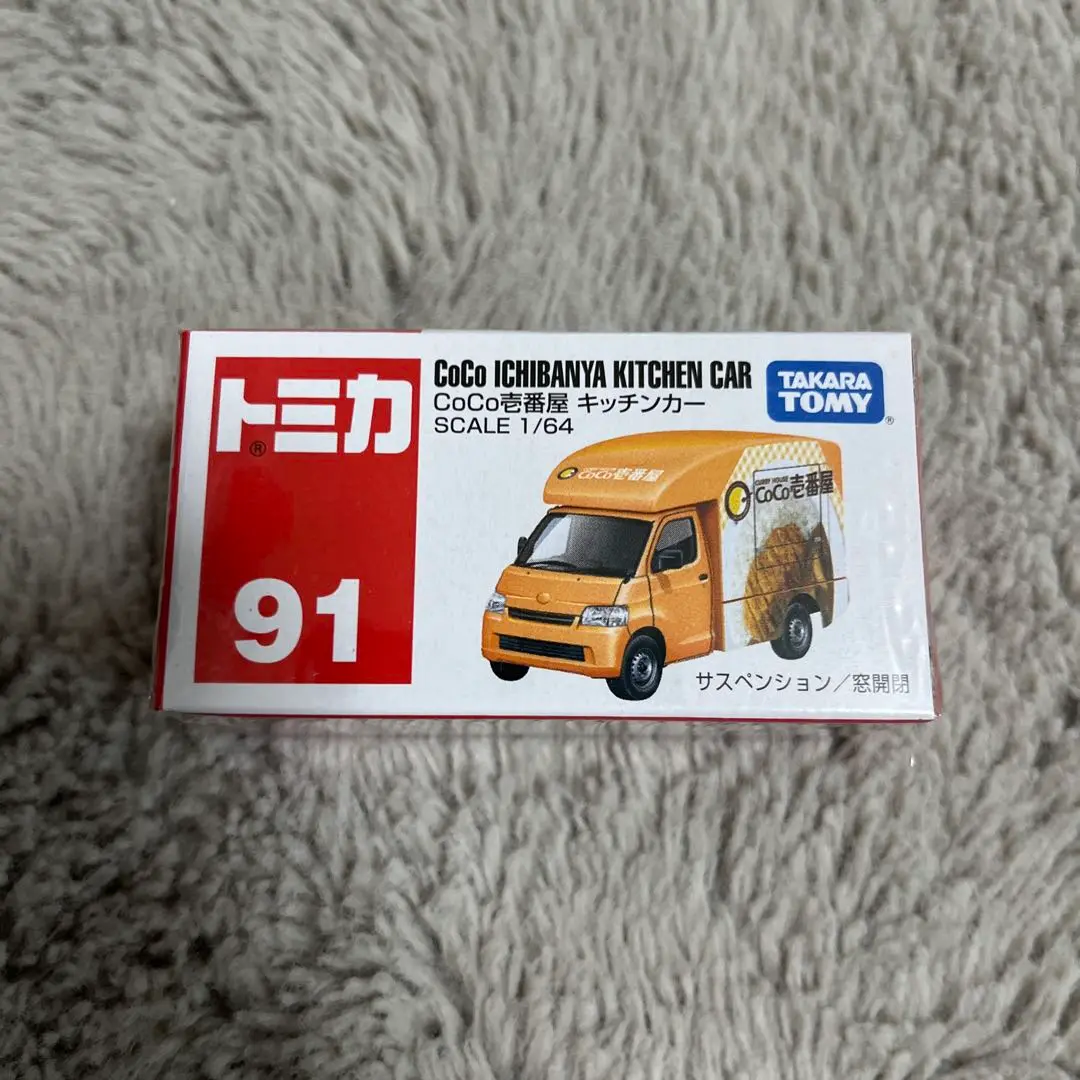 トミカ®
91
CoCo ICHIBANYA KITCHEN CAR
CoCo壱番屋 キッチンカー
SCALE 1/64
TAKARA
TOMY®
CoCo壱番屋
CURRY HOUSE
CoCo壱番屋
サスペンション/窓開閉